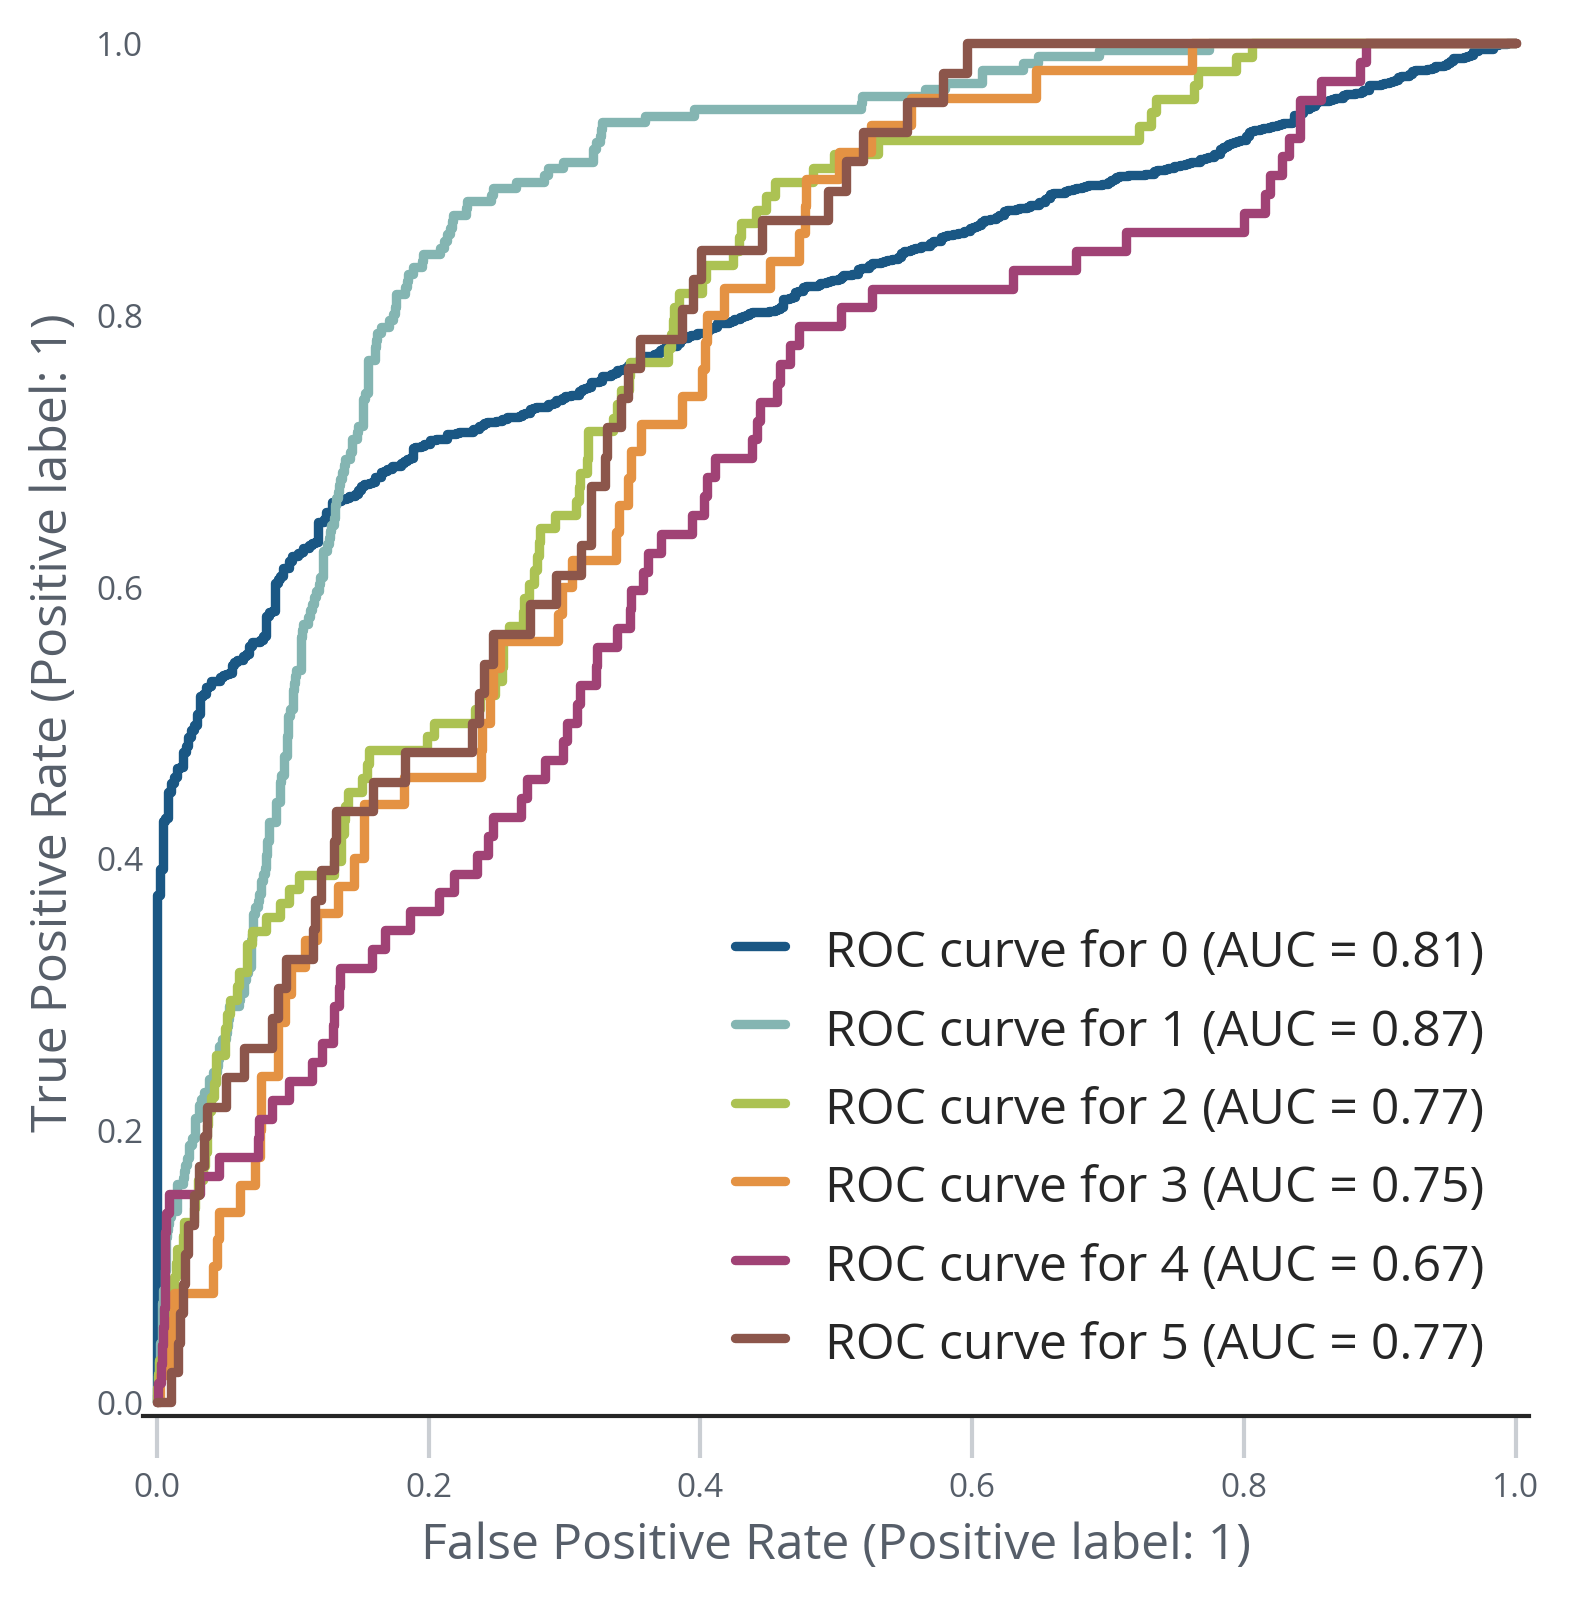 1.0
0.8
0.6
0.4
0.2
0.0
True Positive Rate (Positive label: 1)
ROC curve for 0 (AUC = 0.81)
ROC curve for 1 (AUC = 0.87)
ROC curve for 2 (AUC = 0.77)
ROC curve for 3 (AUC = 0.75)
ROC curve for 4 (AUC = 0.67)
ROC curve for 5 (AUC = 0.77)
0.0 0.2 0.4 0.6 0.8 1.0
False Positive Rate (Positive label: 1)